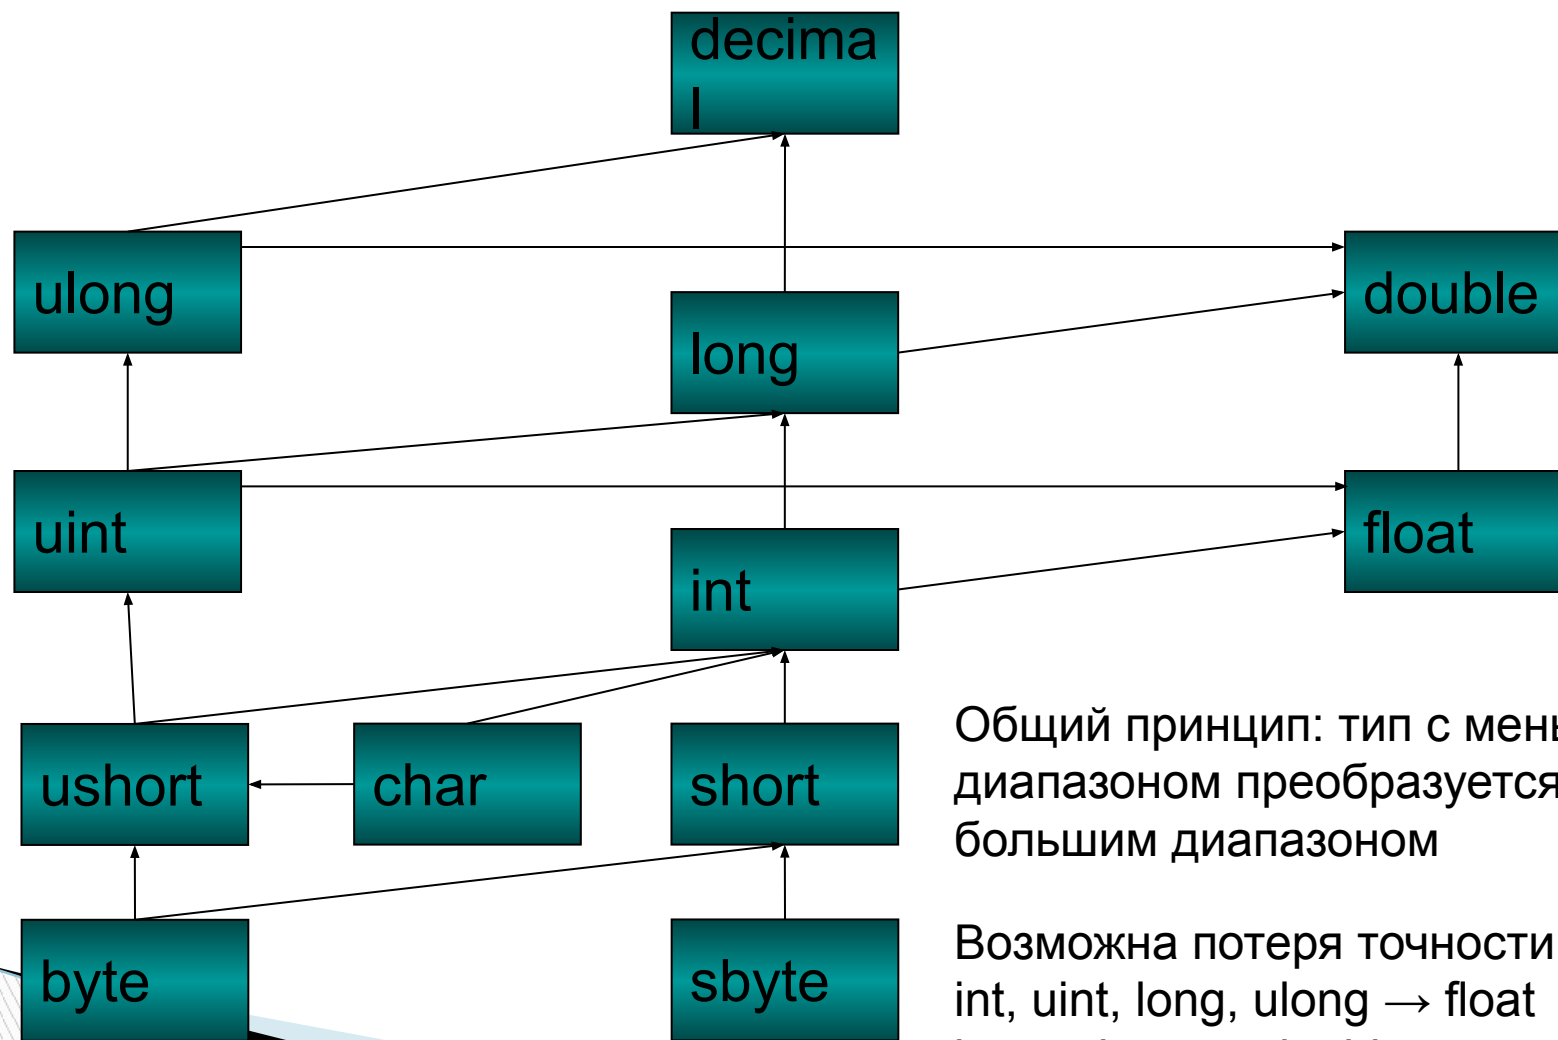 decima
l
ulong
double
long
uint
float
int
ushort
char
short
byte
sbyte
Общий принцип: тип с
диапазоном преобразуется
большим диапазоном
Возможна потеря точности
int, uint, long, ulong → float